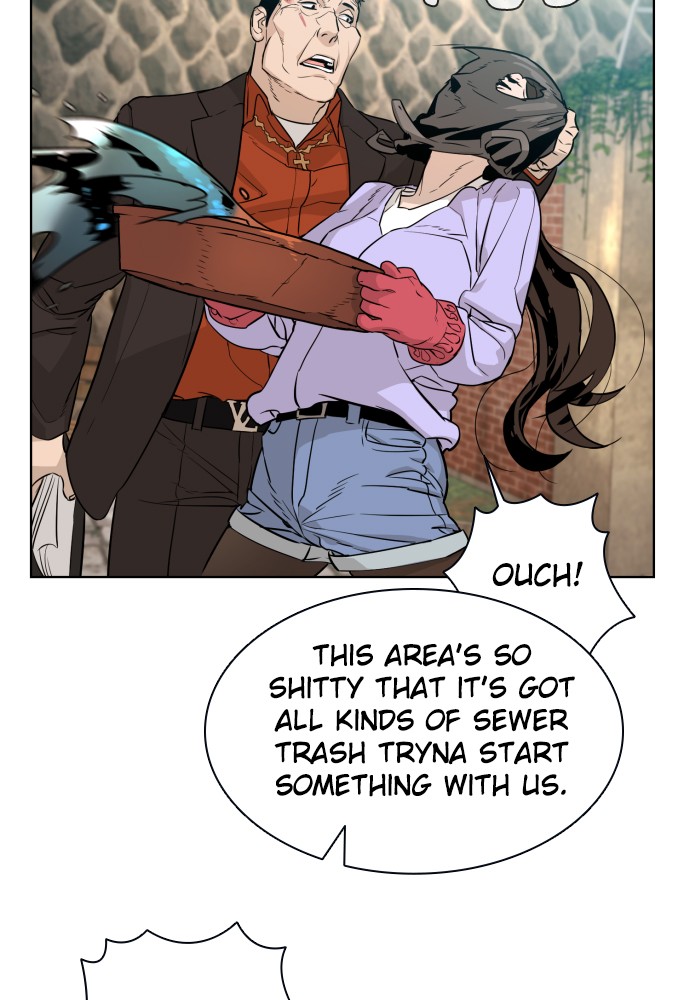 OUCH!
THIS AREA'S SO
SHITTY THAT IT'S GOT
ALL KINDS OF SEWER
TRASH TRYNA START
SOMETHING WITH US.